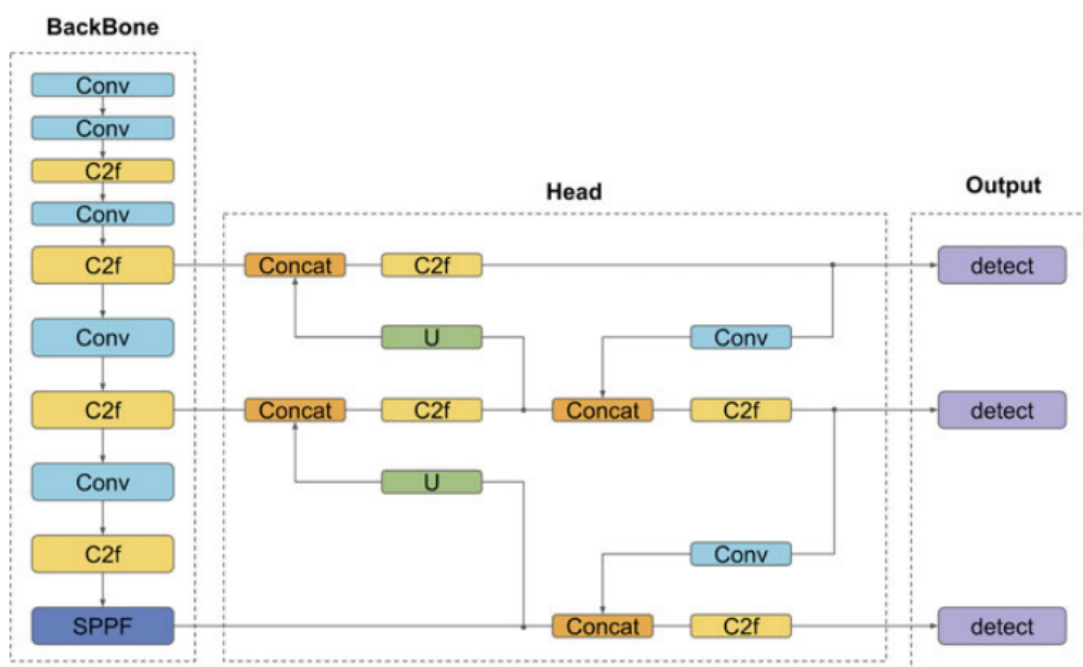 BackBone
Conv
Conv
C2f
Conv
C2f
Conv
C2f
Conv
C2f
SPPF
Head
Concat
C2f
U
Conv
Concat
C2f
Concat
C2f
U
Conv
Concat
C2f
Output
detect
detect
detect